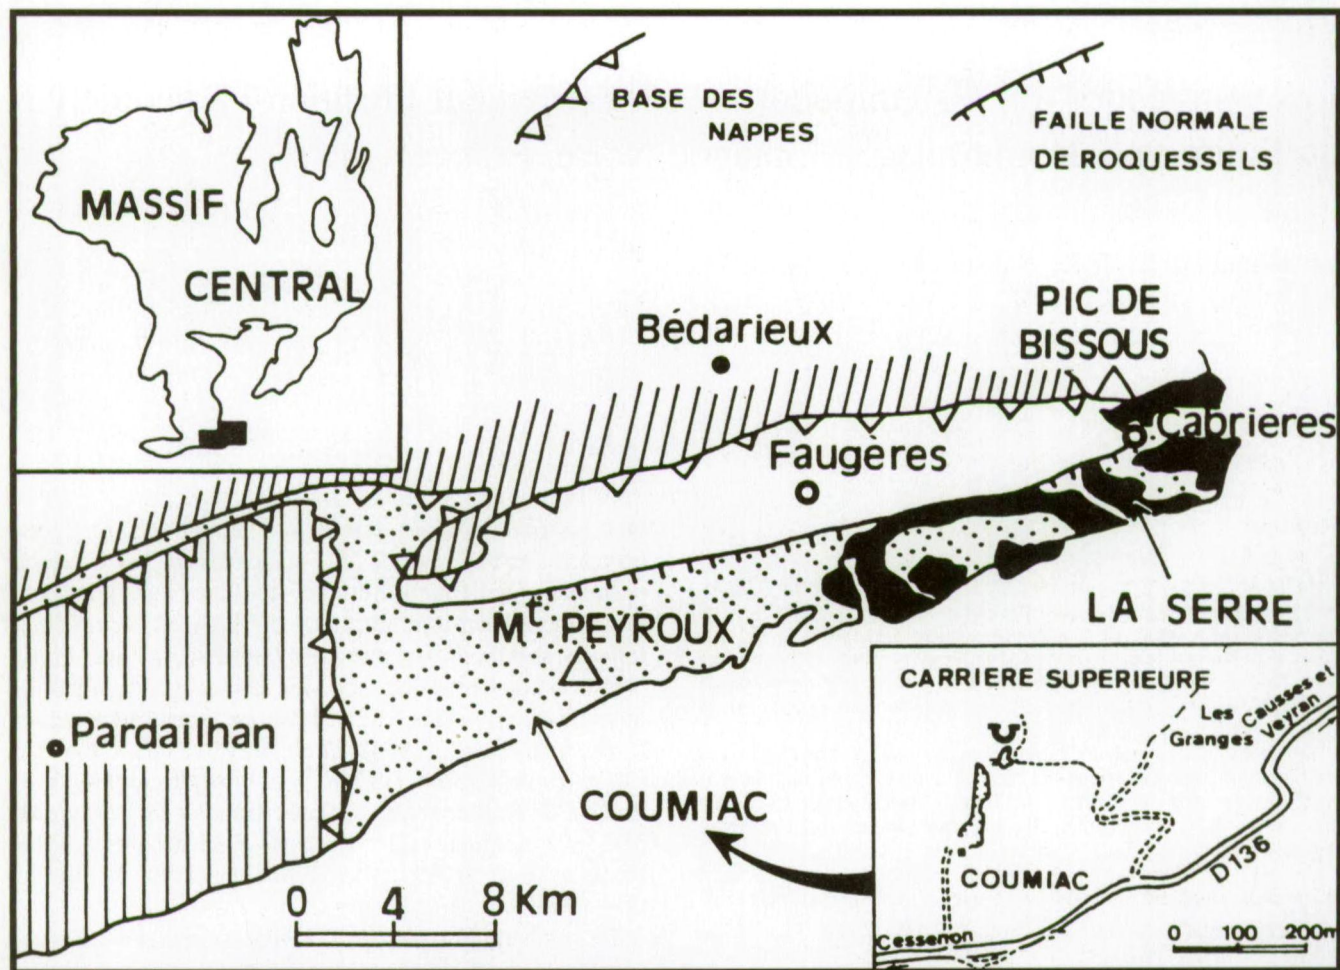 MASSIF
CENTRAL
BASE DES
NAPPES
FAILLE NORMALE
DE ROQUESSELS
PIC DE
BISSOUS
Bédarieux
Cabrières
Faugères
Mt PEYROUX
LA SERRE
Pardailhan
COUMIAC
0 4 8 Km
CARRIERE SUPERIEURE
Les Causses et
Granges Veyran
D136
COUMIAC
Cessenon
0 100 200m